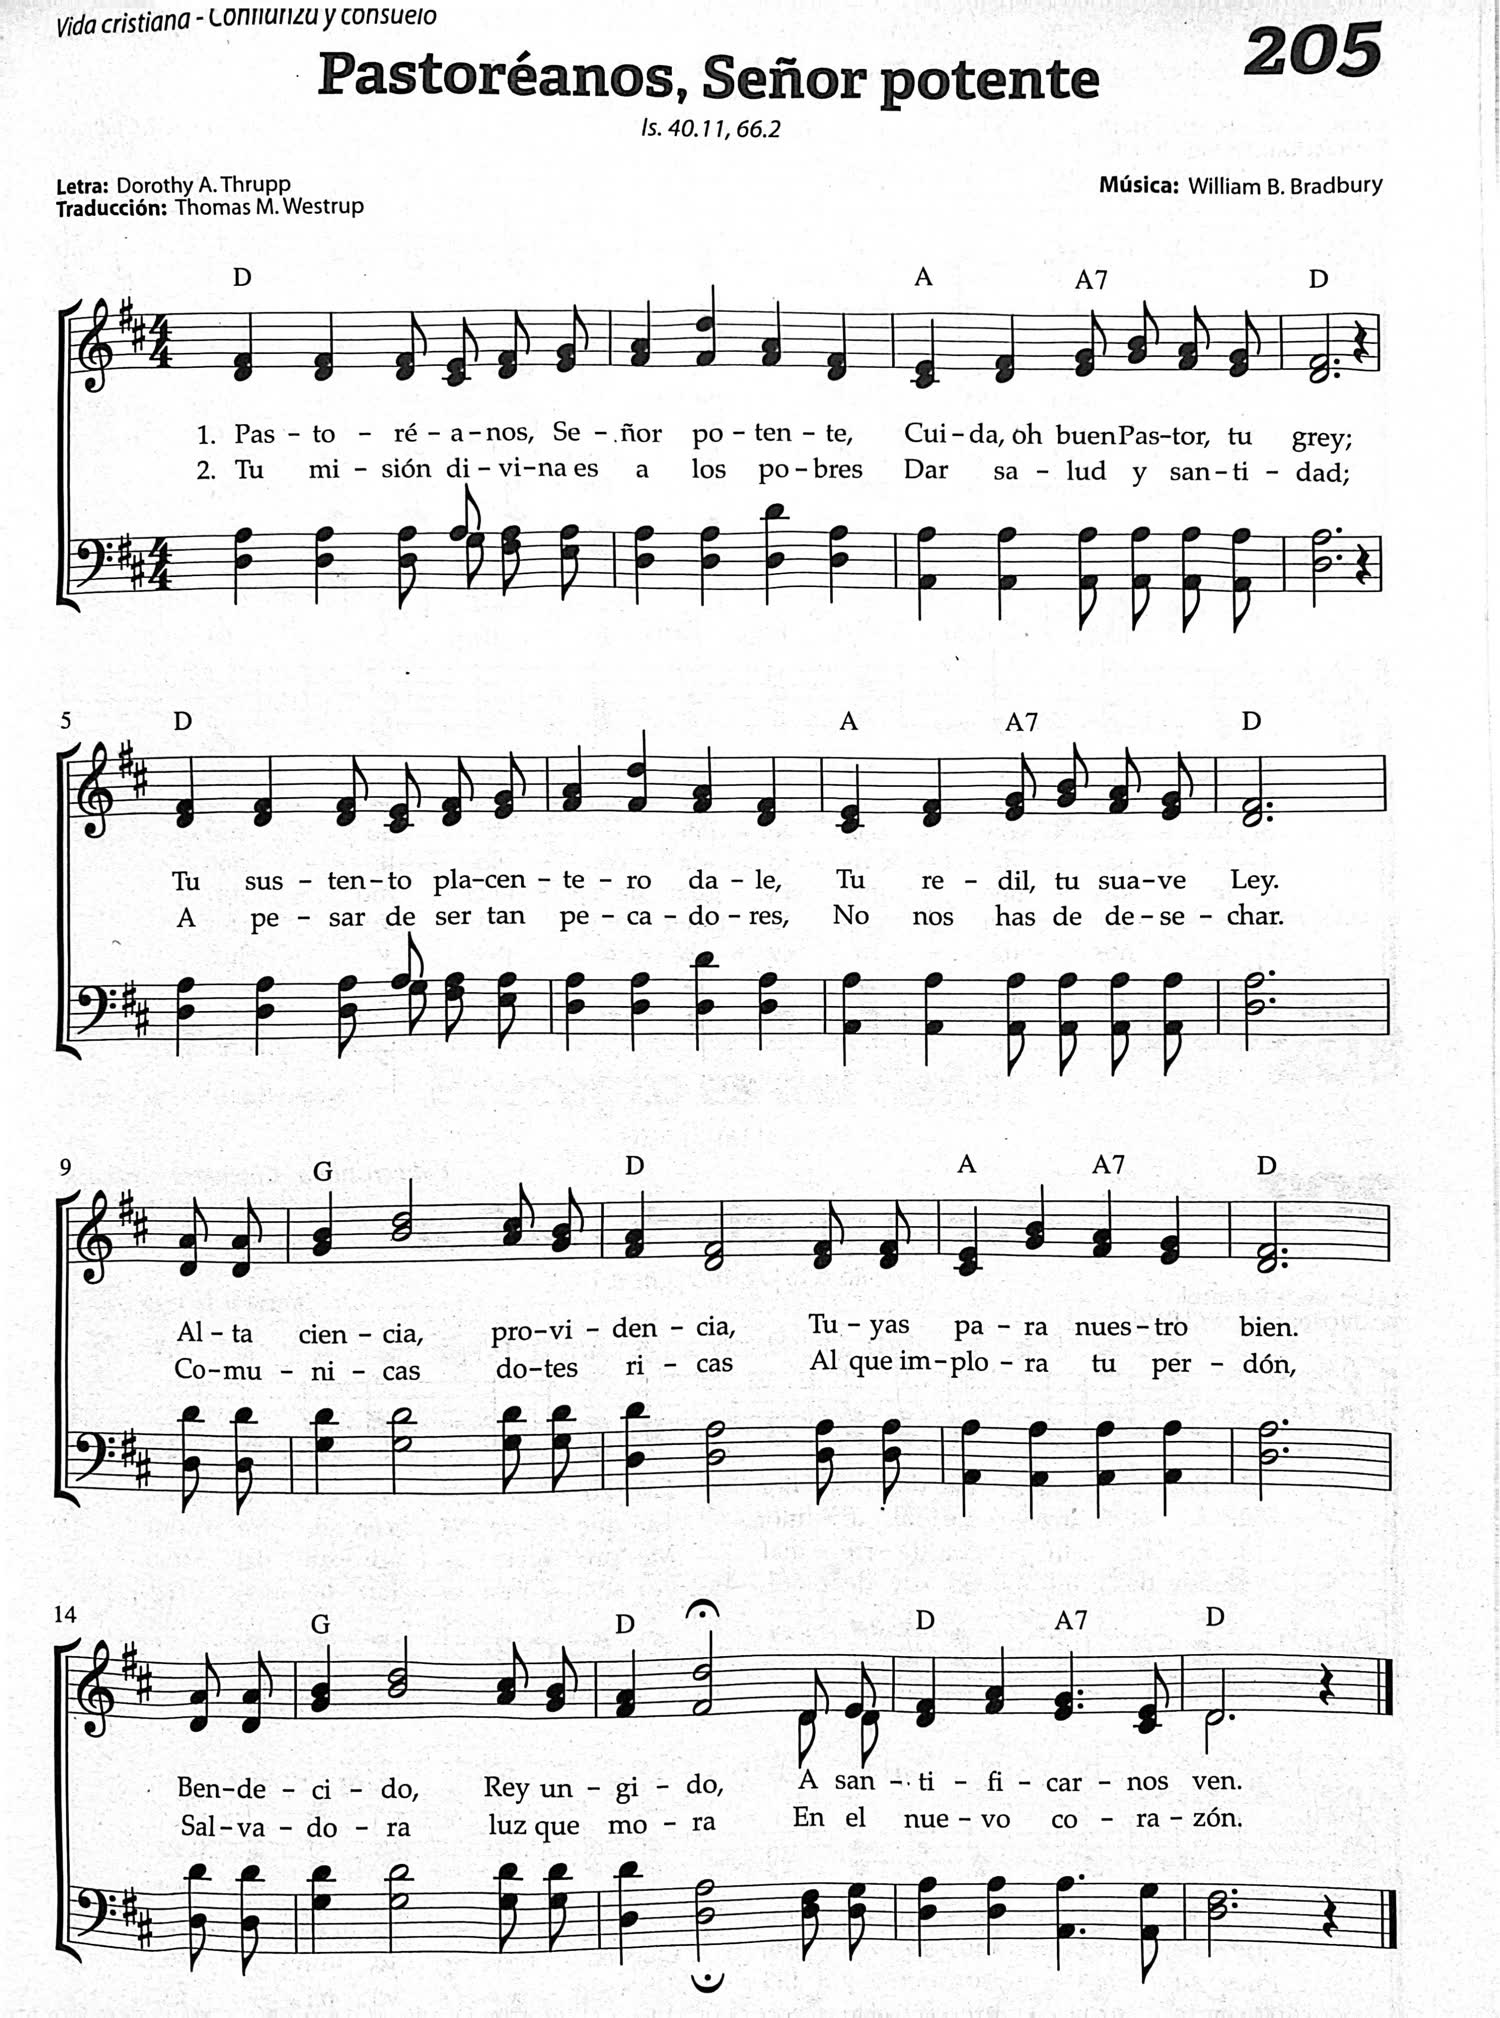 Vida cristiana - Confianza y consuelo
205
Pastoréanos, Señor potente
Is. 40.11, 66.2
Letra: Dorothy A. Thrupp
Música: William B. Bradbury
Traducción: Thomas M. Westrup
D A A7 D
1. Pas – to – ré – a – nos, Se – ñor po – ten – te, Cui – da, oh buen Pas – tor, tu grey;
2. Tu mi – sión di – vi – na es a los po – bres Dar sa – lud y san – ti – dad;
5 D A A7 D
Tu sus – ten – to pla – cen – te – ro da – le, Tu re – dil, tu sua – ve Ley.
A pe – sar de ser tan pe – ca – do – res, No nos has de de – se – char.
9 G D A A7 D
Al – ta cien – cia, pro – vi – den – cia, Tu – yas pa – ra nues – tro bien.
Co – mu – ni – cas do – tes ri – cas Al que im – plo – ra tu per – dón,
14 G D D A7 D
Ben – de – ci – do, Rey un – gi – do, A san – ti – fi – car – nos ven.
Sal – va – do – ra luz que mo – ra En el nue – vo co – ra – zón.